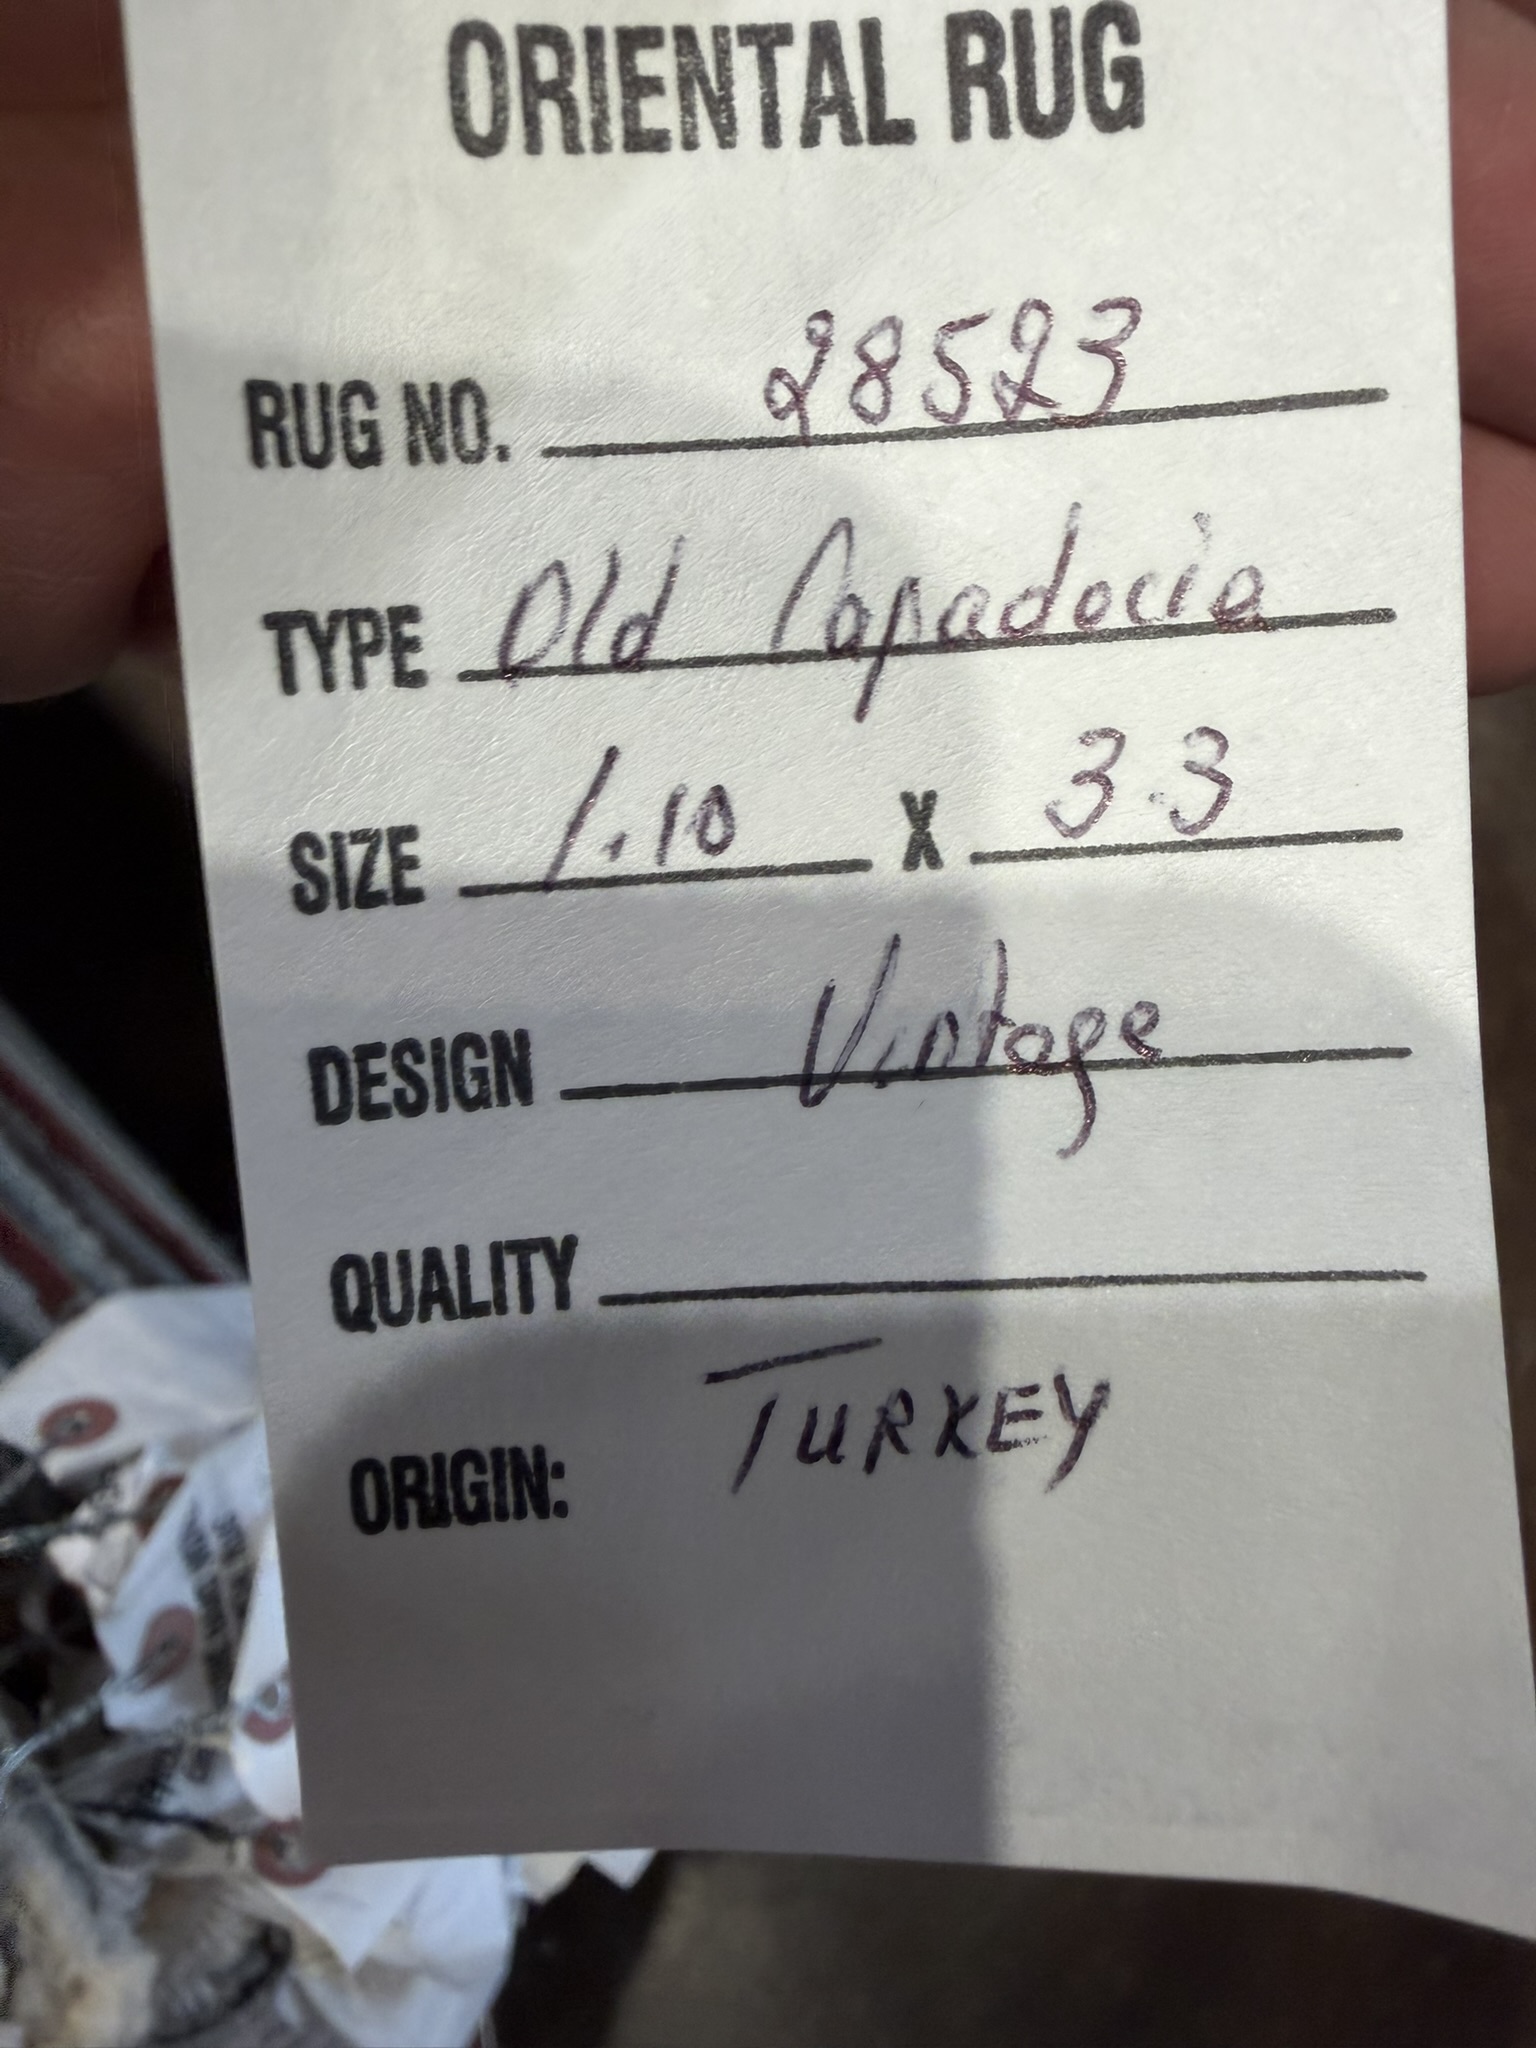 ORIENTAL RUG
RUG NO. 28523
TYPE Old Capadocia
SIZE 1.10 X 3.3
DESIGN Vintage
QUALITY
ORIGIN: TURKEY